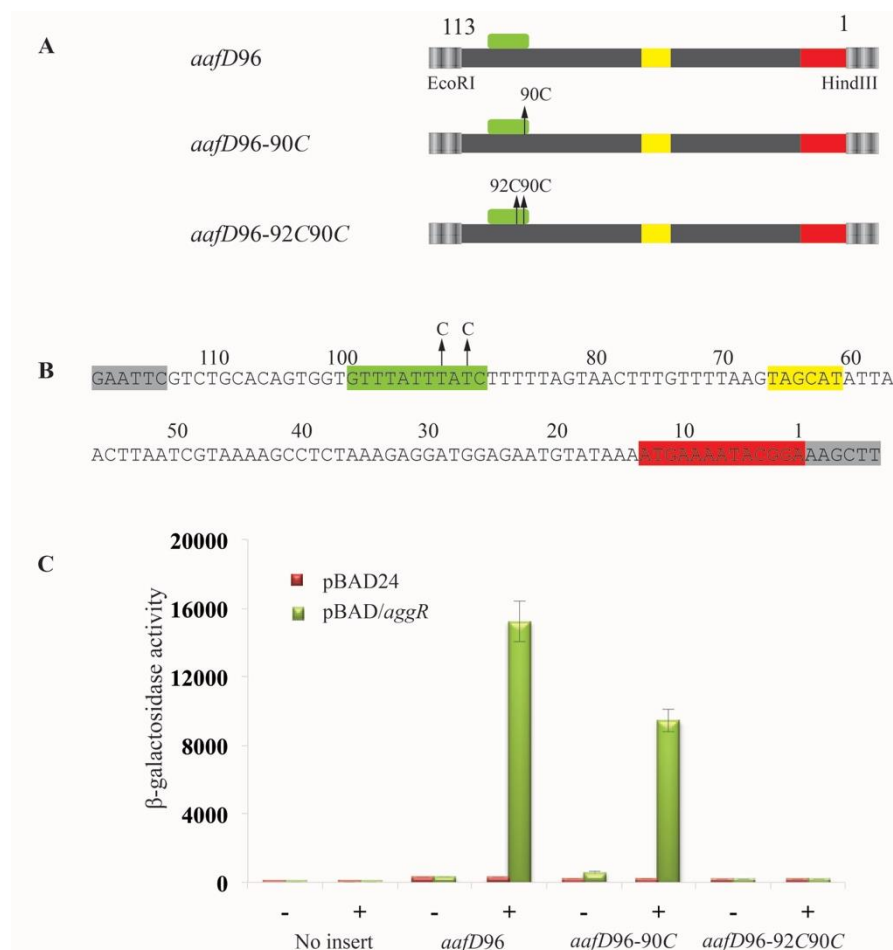 A
113
1
aafD96
EcoRI
HindIII
90C
aafD96-90C
92C90C
aafD96-92C90C
C C
110 100 80 70 60
B
GAATTCGTCTGCACAGTGGTGTTTATTTATCTTTTTAGTAACTTTGTTTTAAGTAGCATATTA
50 40 30 20 10 1
ACTTAATCGTAAAAGCCTCTAAAGAGGATGGAGAATGTATAAAATGAAAATACGGAAAGCTT
C
20000
16000
12000
8000
4000
0
β-galactosidase activity
pBAD24
pBAD/aggR
- + - + - + - +
No insert aafD96 aafD96-90C aafD96-92C90C